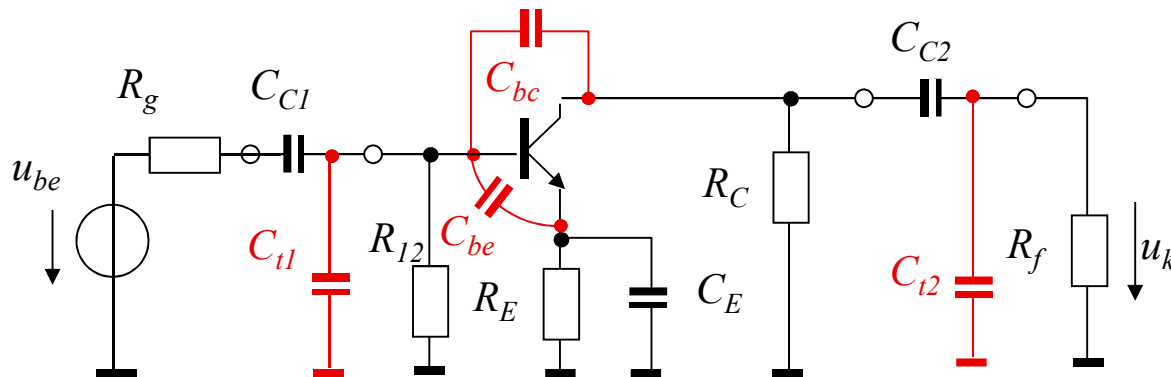 R_g
C_{C1}
C_{bc}
C_{C2}
u_{be}
C_{t1}
R_{12}
C_{be}
R_E
C_E
R_C
C_{t2}
R_f
u_k